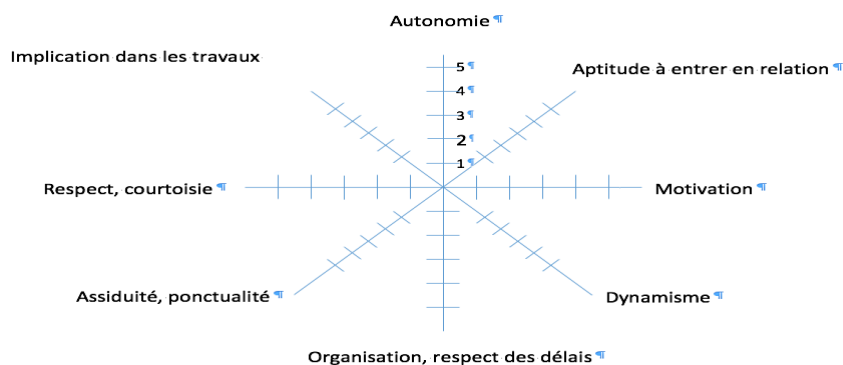 Autonomie ¶
Implication dans les travaux
5 ¶
Aptitude à entrer en relation ¶
4 ¶
3 ¶
2 ¶
1 ¶
Respect, courtoisie ¶
Motivation ¶
Assiduité, ponctualité ¶
Dynamisme ¶
Organisation, respect des délais ¶